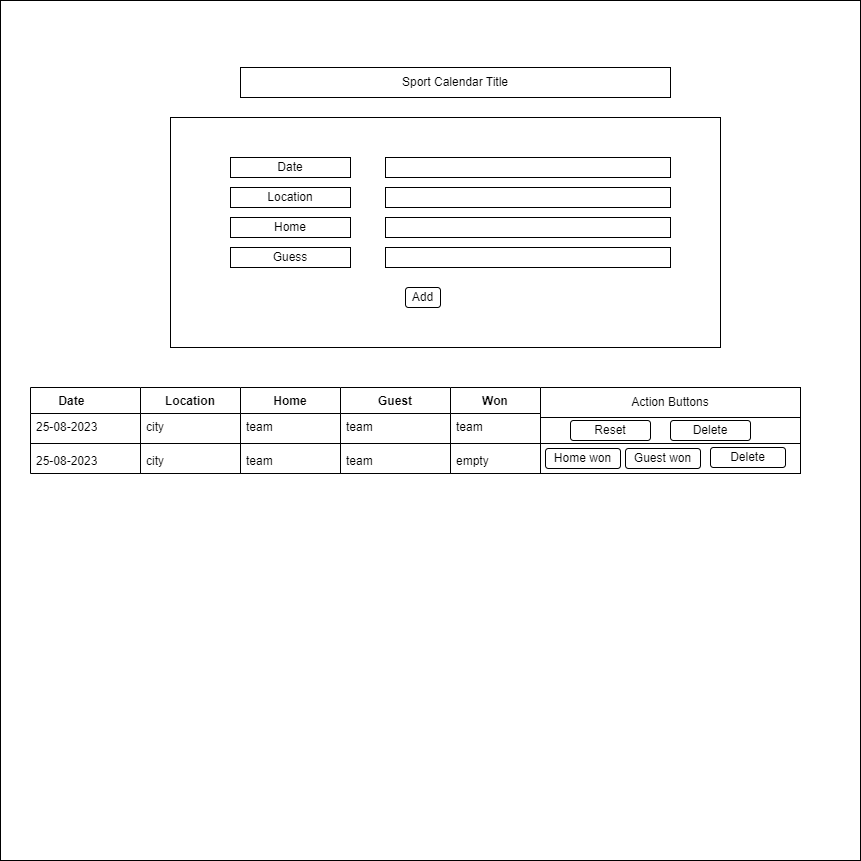 Sport Calendar Title
Date
Location
Home
Guess
Add
Date Location Home Guest Won Action Buttons
25-08-2023 city team team team Reset Delete
25-08-2023 city team team empty Home won Guest won Delete